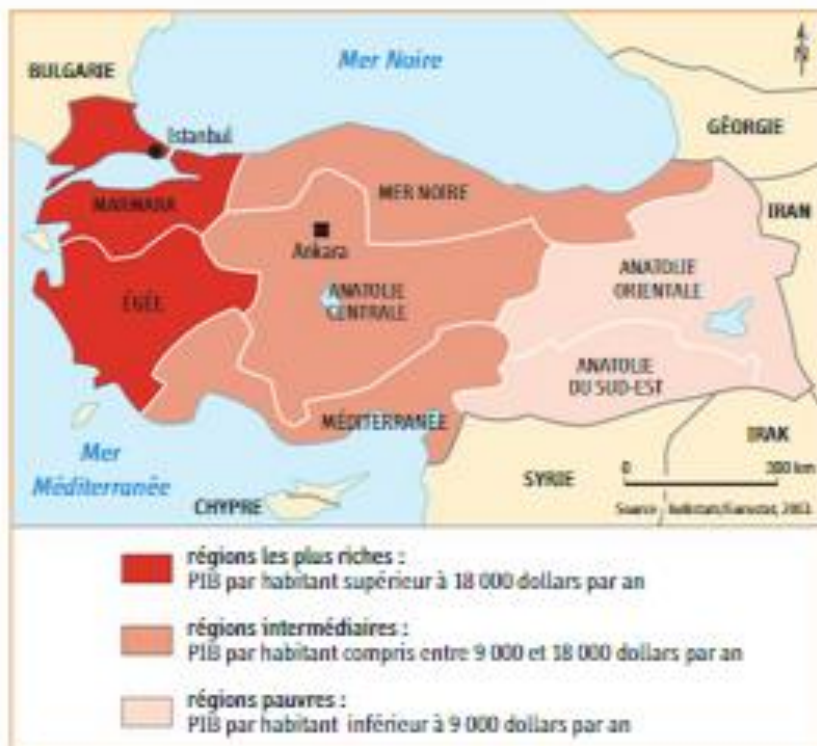 Mer Noire
BULGARIE
N
GÉORGIE
Istanbul
MARMARA
MER NOIRE
IRAN
Ankara
ANATOLIE
ORIENTALE
ÉGÉE
ANATOLIE
CENTRALE
ANATOLIE
DU SUD-EST
MÉDITERRANÉE
IRAK
Mer
Méditerranée
SYRIE
0 300 km
CHYPRE
Source
régions les plus riches :
PIB par habitant supérieur à 18 000 dollars par an
régions intermédiaires :
PIB par habitant compris entre 9 000 et 18 000 dollars par an
régions pauvres :
PIB par habitant inférieur à 9 000 dollars par an